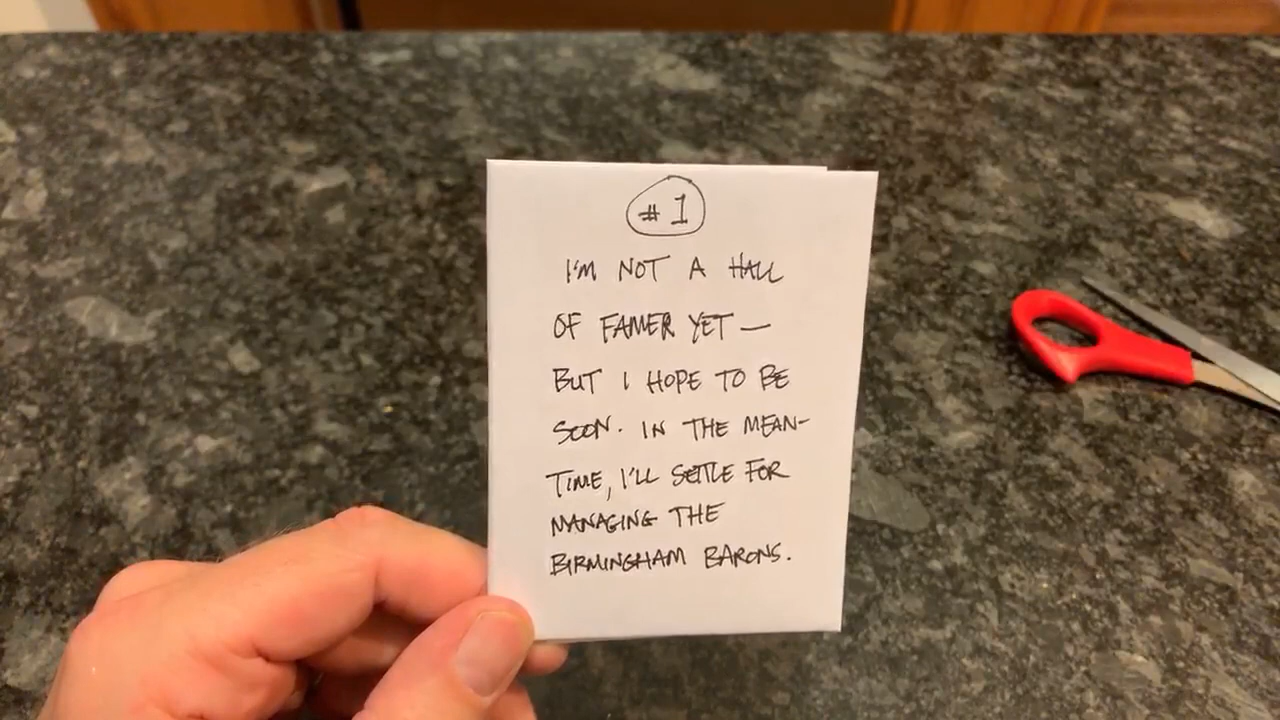 #1
I'M NOT A HALL
OF FAMER YET —
BUT I HOPE TO BE
SOON. IN THE MEAN-
TIME, I'LL SETTLE FOR
MANAGING THE
BIRMINGHAM BARONS.